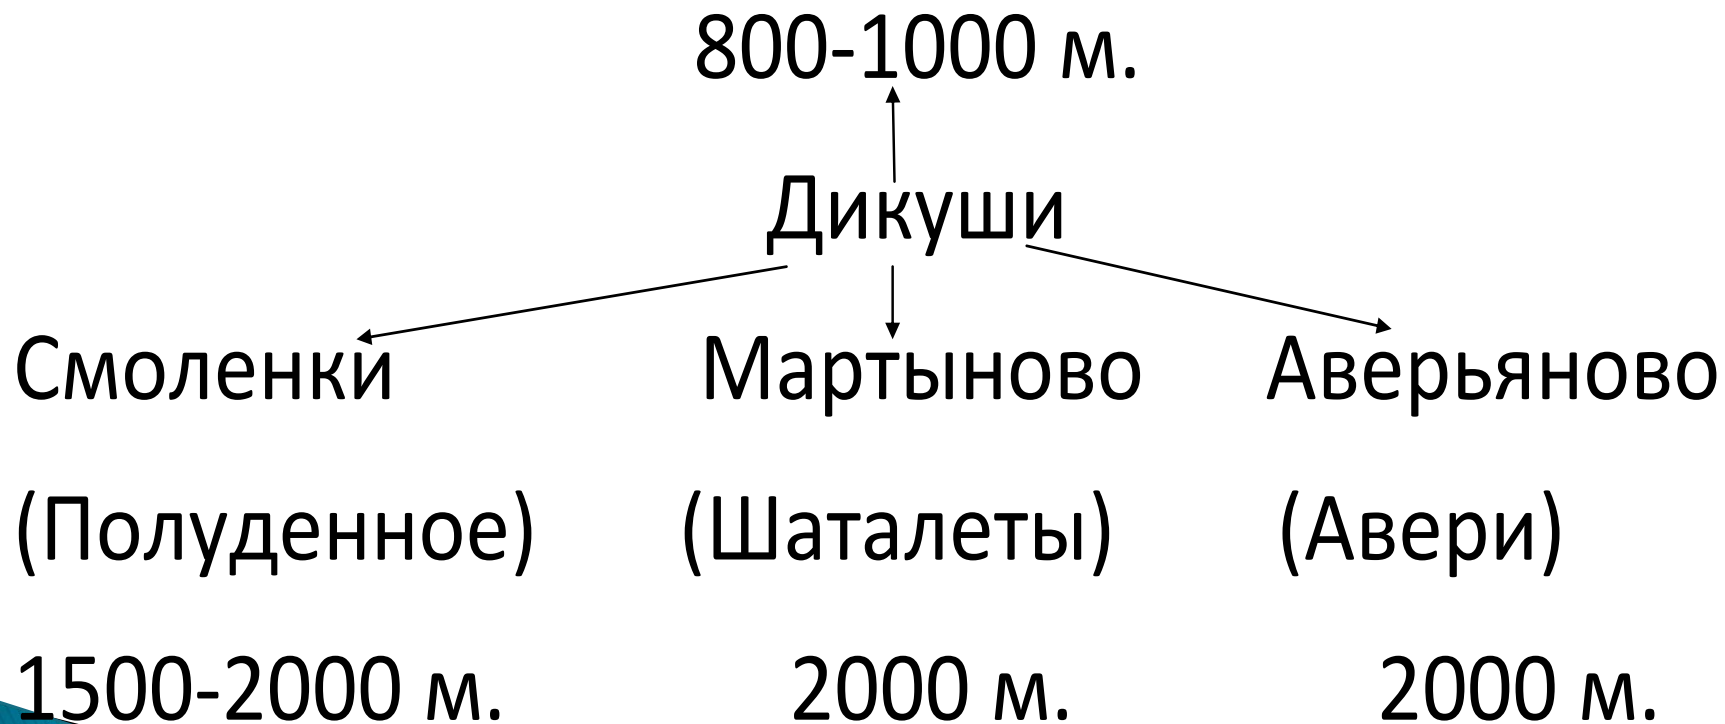 800-1000 м.
Дикуши
Смоленки Мартыново Аверьяново
(Полуденное) (Шаталеты) (Авери)
1500-2000 м. 2000 м. 2000 м.